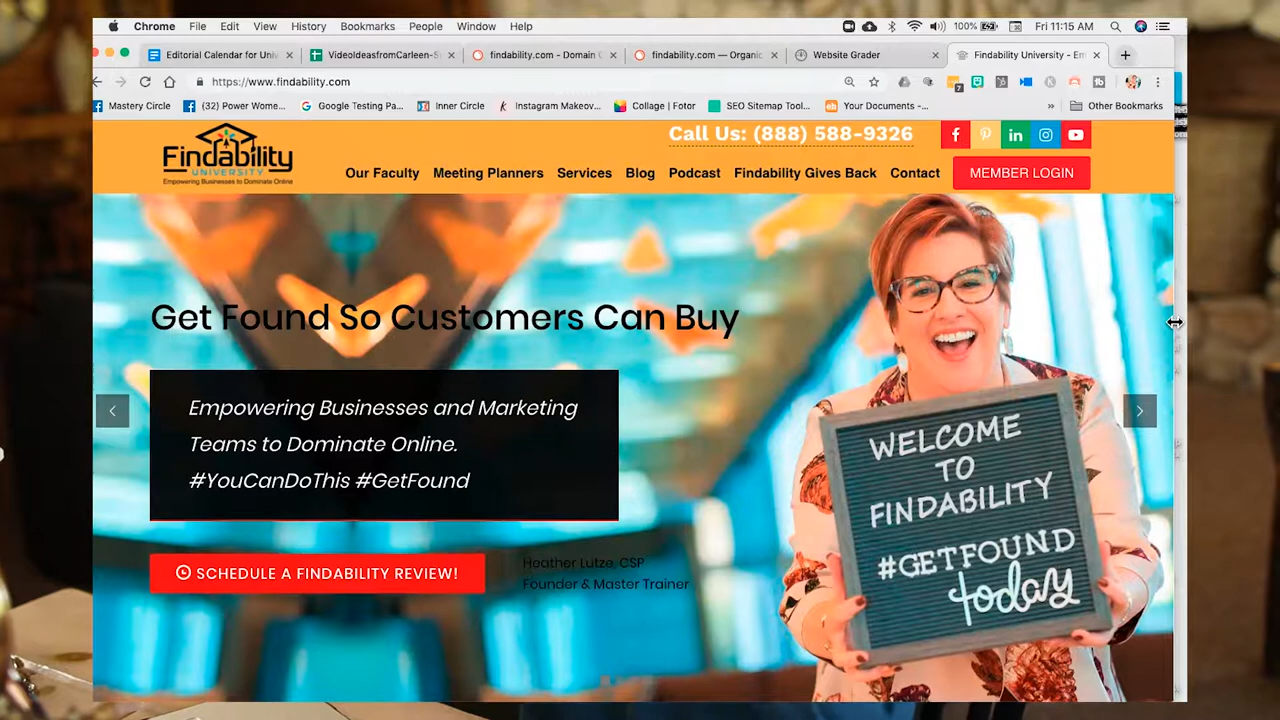 Chrome File Edit View History Bookmarks People Window Help 100% Fri 11:15 AM
Editorial Calendar for Univ VideoIdeasfromCarleen-S findability.com - Domain findability.com — Organic Website Grader Findability University - Em
https://www.findability.com 7
Mastery Circle (32) Power Wome... Google Testing Pa... Inner Circle Instagram Makeov... Collage | Fotor SEO Sitemap Tool... Your Documents -... » Other Bookmarks
Call Us: (888) 588-9326
Findability
UNIVERSITY
Empowering Businesses to Dominate Online
Our Faculty Meeting Planners Services Blog Podcast Findability Gives Back Contact MEMBER LOGIN
Get Found So Customers Can Buy
Empowering Businesses and Marketing
Teams to Dominate Online.
#YouCanDoThis #GetFound
SCHEDULE A FINDABILITY REVIEW!
Heather Lutze, CSP
Founder & Master Trainer
WELCOME
TO
FINDABILITY
#GETFOUND
today